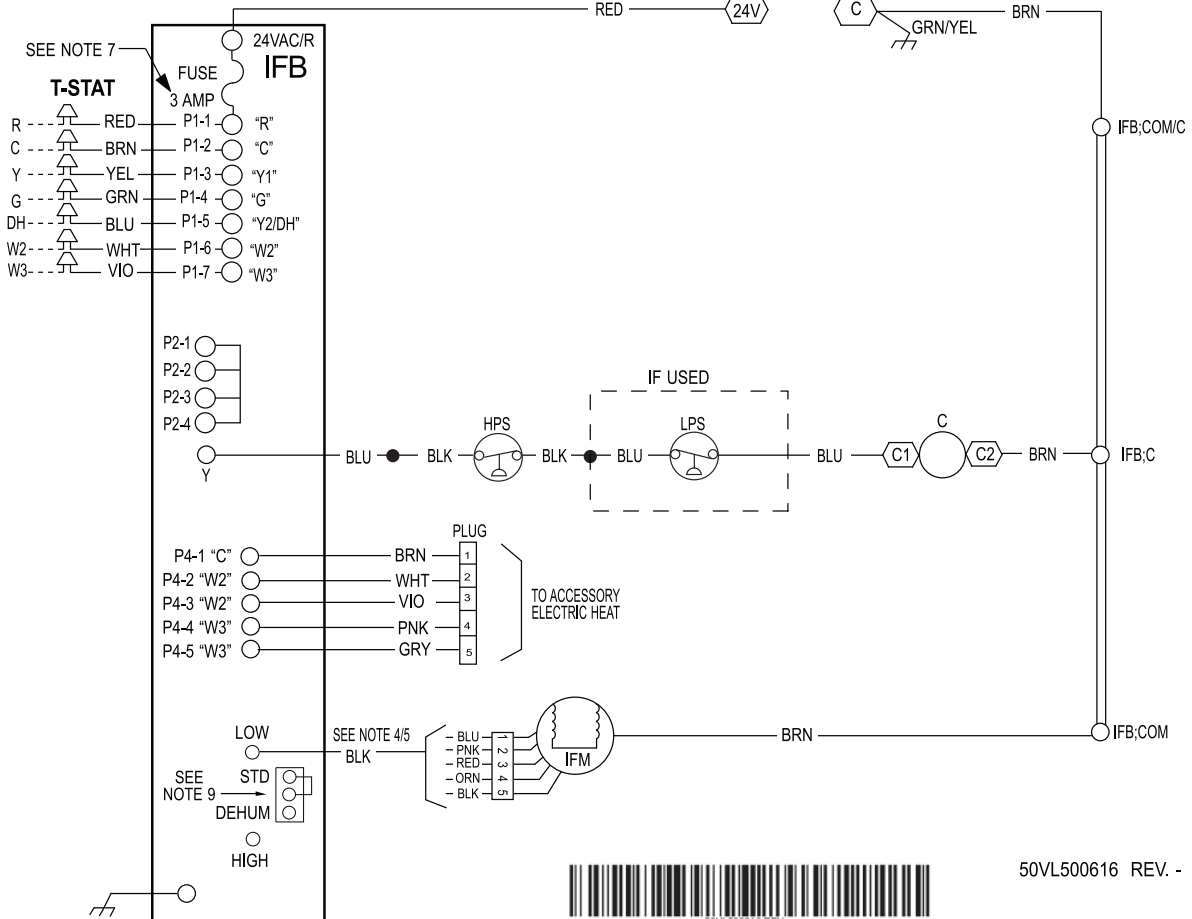 RED
24V
C
BRN
GRN/YEL
24VAC/R
IFB
SEE NOTE 7
FUSE
3 AMP
T-STAT
R RED P1-1 “R”
C BRN P1-2 “C”
Y YEL P1-3 “Y1”
G GRN P1-4 “G”
DH BLU P1-5 “Y2/DH”
W2 WHT P1-6 “W2”
W3 VIO P1-7 “W3”
IFB;COM/C
P2-1
P2-2
P2-3
P2-4
Y
IF USED
HPS
LPS
C
BLU BLK BLK BLU BLU C1 C2 BRN IFB;C
PLUG
P4-1 “C” BRN 1
P4-2 “W2” WHT 2
P4-3 “W2” VIO 3
P4-4 “W3” PNK 4
P4-5 “W3” GRY 5
TO ACCESSORY
ELECTRIC HEAT
LOW
SEE NOTE 4/5
BLK
BLU 1
PNK 2
RED 3
ORN 4
BLK 5
IFM
BRN
IFB;COM
SEE
NOTE 9
STD
DEHUM
HIGH
50VL500616 REV. -